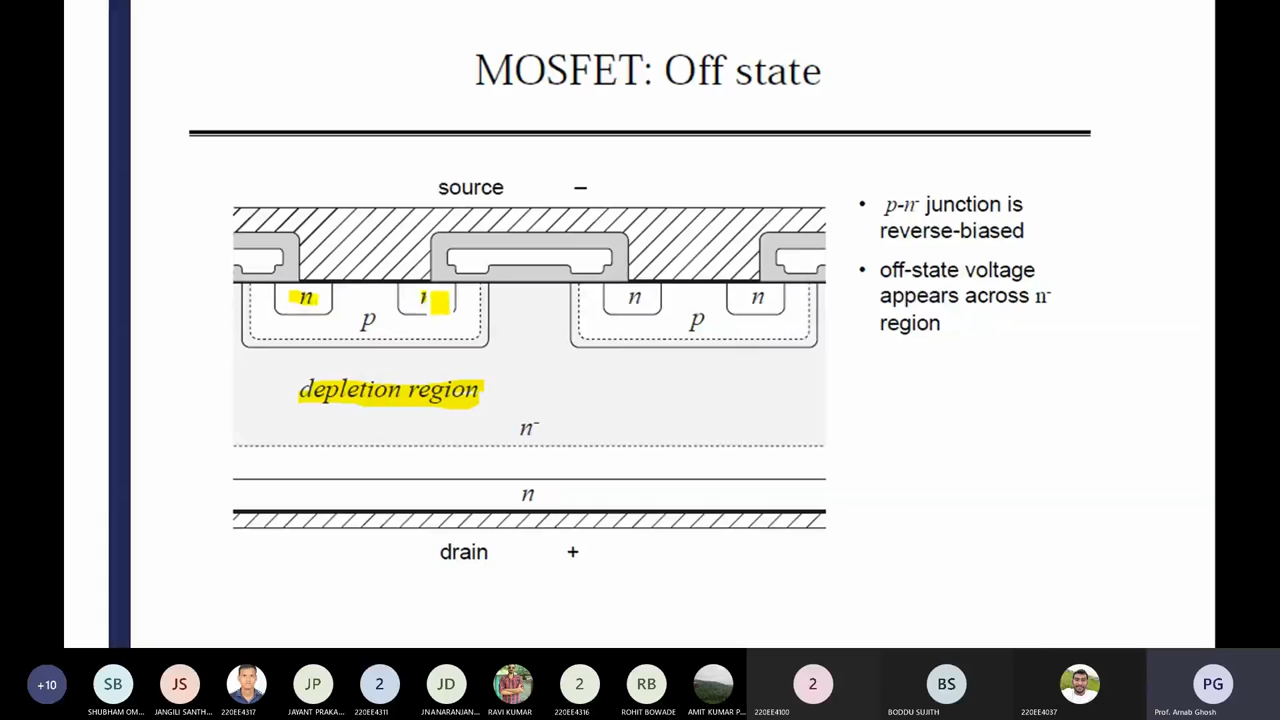 MOSFET: Off state
source –
p-n⁻ junction is
reverse-biased
off-state voltage
appears across n⁻
region
n
n
n
n
p
p
depletion region
n⁻
n
drain +
+10
SB
JS
JP
2
JD
2
RB
2
BS
PG
SHUBHAM OM...
JANGILI SANTH...
220EE4317
JAYANT PRAKA...
220EE4311
JNANARANJAN...
RAVI KUMAR
220EE4316
ROHIT BOWADE
AMIT KUMAR P...
220EE4100
BODDU SUJITH
220EE4037
Prof. Arnab Ghosh